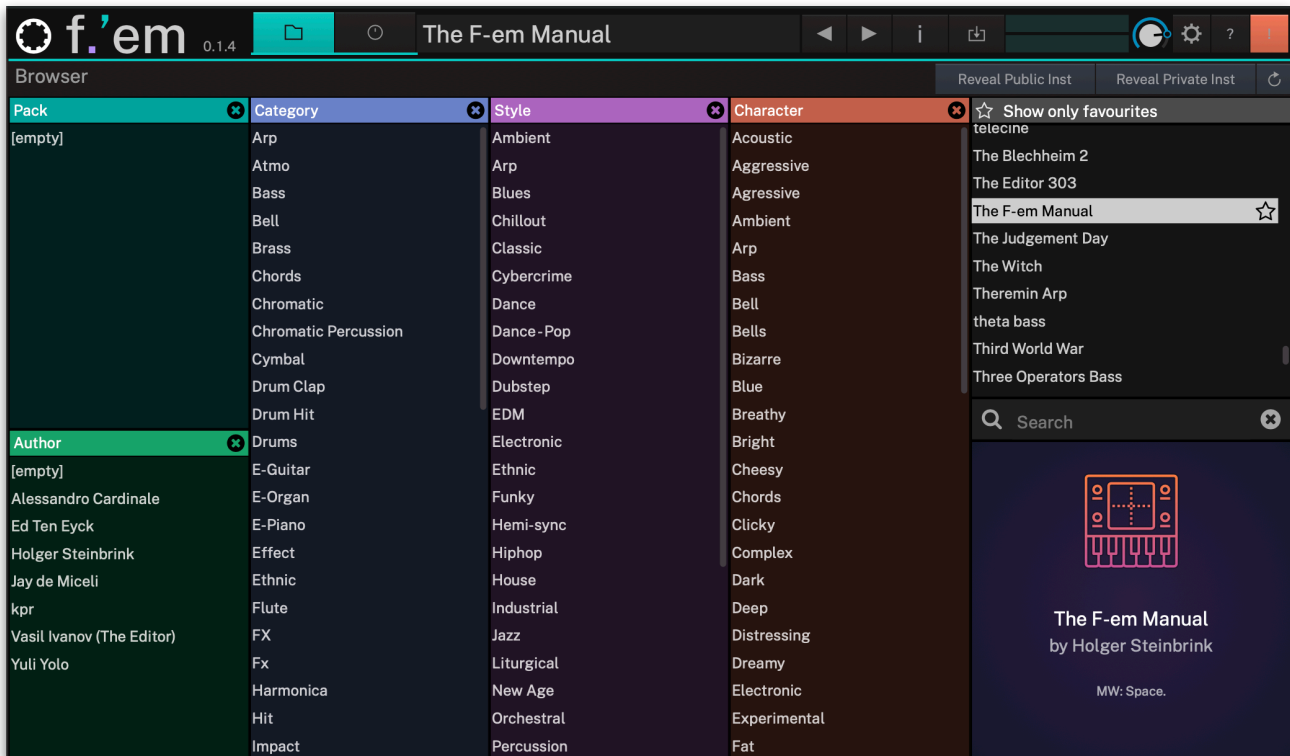 f.'em 0.1.4 The F-em Manual i ?
Browser Reveal Public Inst Reveal Private Inst
Pack
[empty]
Author
[empty]
Alessandro Cardinale
Ed Ten Eyck
Holger Steinbrink
Jay de Miceli
kpr
Vasil Ivanov (The Editor)
Yuli Yolo
Category
Arp
Atmo
Bass
Bell
Brass
Chords
Chromatic
Chromatic Percussion
Cymbal
Drum Clap
Drum Hit
Drums
E-Guitar
E-Organ
E-Piano
Effect
Ethnic
Flute
FX
Fx
Harmonica
Hit
Impact
Style
Ambient
Arp
Blues
Chillout
Classic
Cybercrime
Dance
Dance-Pop
Downtempo
Dubstep
EDM
Electronic
Ethnic
Funky
Hemi-sync
Hiphop
House
Industrial
Jazz
Liturgical
New Age
Orchestral
Percussion
Character
Acoustic
Aggressive
Agressive
Ambient
Arp
Bass
Bell
Bells
Bizarre
Blue
Breathy
Bright
Cheesy
Chords
Clicky
Complex
Dark
Deep
Distressing
Dreamy
Electronic
Experimental
Fat
Show only favourites
telecine
The Blechheim 2
The Editor 303
The F-em Manual
The Judgement Day
The Witch
Theremin Arp
theta bass
Third World War
Three Operators Bass
Search
The F-em Manual
by Holger Steinbrink
MW: Space.